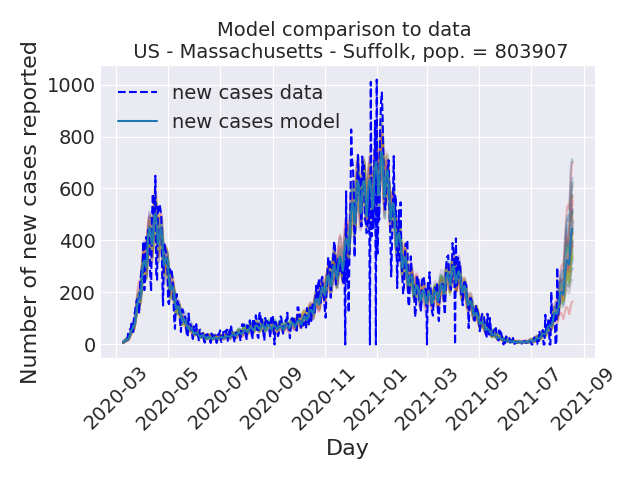 Model comparison to data
US - Massachusetts - Suffolk, pop. = 803907
Number of new cases reported
1000
800
600
400
200
0
new cases data
new cases model
2020-03
2020-05
2020-07
2020-09
2020-11
2021-01
2021-03
2021-05
2021-07
2021-09
Day